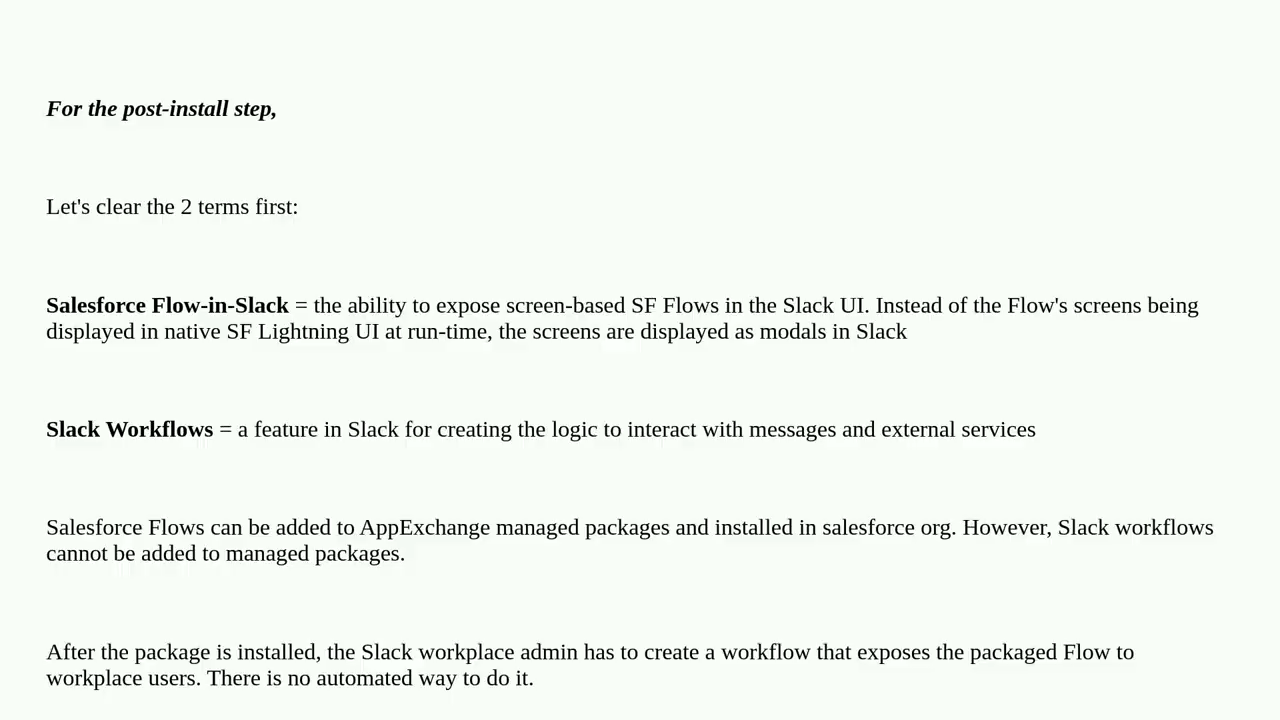 For the post-install step,
Let's clear the 2 terms first:
Salesforce Flow-in-Slack = the ability to expose screen-based SF Flows in the Slack UI. Instead of the Flow's screens being
displayed in native SF Lightning UI at run-time, the screens are displayed as modals in Slack
Slack Workflows = a feature in Slack for creating the logic to interact with messages and external services
Salesforce Flows can be added to AppExchange managed packages and installed in salesforce org. However, Slack workflows
cannot be added to managed packages.
After the package is installed, the Slack workplace admin has to create a workflow that exposes the packaged Flow to
workplace users. There is no automated way to do it.